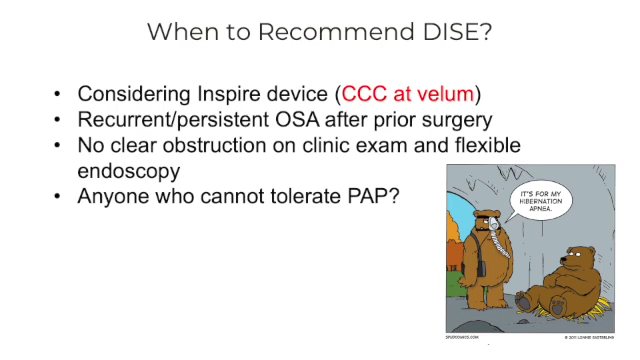 When to Recommend DISE?
• Considering Inspire device (CCC at velum)
• Recurrent/persistent OSA after prior surgery
• No clear obstruction on clinic exam and flexible
endoscopy
• Anyone who cannot tolerate PAP?
IT'S FOR MY
HIBERNATION
APNEA.